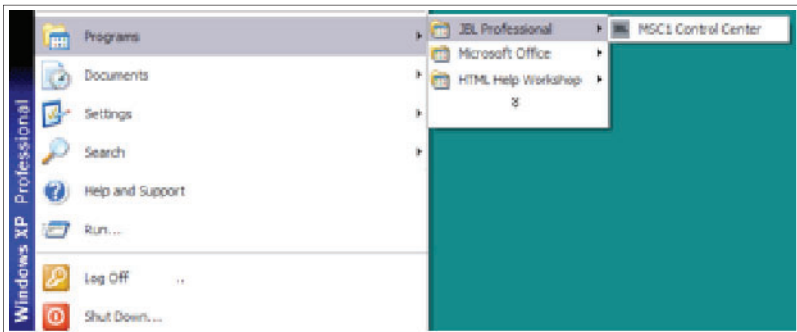 Windows XP Professional
Programs
Documents
Settings
Search
Help and Support
Run...
Log Off ..
Shut Down...
JBL Professional
Microsoft Office
HTML Help Workshop
MSC1 Control Center